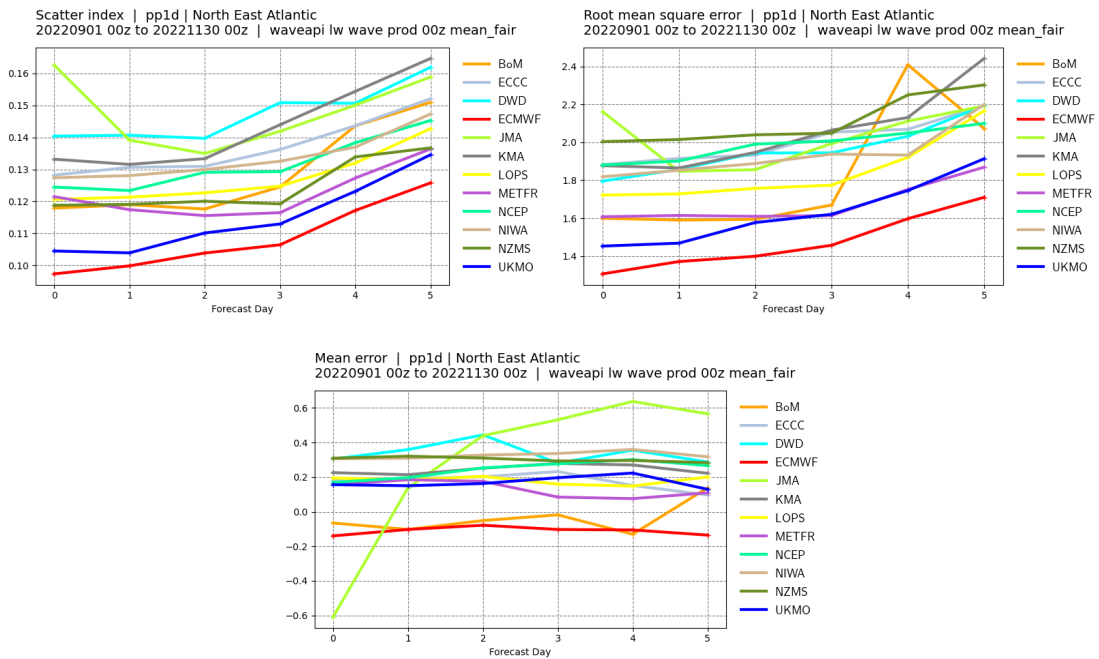 Scatter index | pp1d | North East Atlantic
20220901 00z to 20221130 00z | waveapi lw wave prod 00z mean_fair
0.16
0.15
0.14
0.13
0.12
0.11
0.10
0 1 2 3 4 5
Forecast Day
BoM
ECCC
DWD
ECMWF
JMA
KMA
LOPS
METFR
NCEP
NIWA
NZMS
UKMO
Root mean square error | pp1d | North East Atlantic
20220901 00z to 20221130 00z | waveapi lw wave prod 00z mean_fair
2.4
2.2
2.0
1.8
1.6
1.4
0 1 2 3 4 5
Forecast Day
BoM
ECCC
DWD
ECMWF
JMA
KMA
LOPS
METFR
NCEP
NIWA
NZMS
UKMO
Mean error | pp1d | North East Atlantic
20220901 00z to 20221130 00z | waveapi lw wave prod 00z mean_fair
0.6
0.4
0.2
0.0
−0.2
−0.4
−0.6
0 1 2 3 4 5
Forecast Day
BoM
ECCC
DWD
ECMWF
JMA
KMA
LOPS
METFR
NCEP
NIWA
NZMS
UKMO